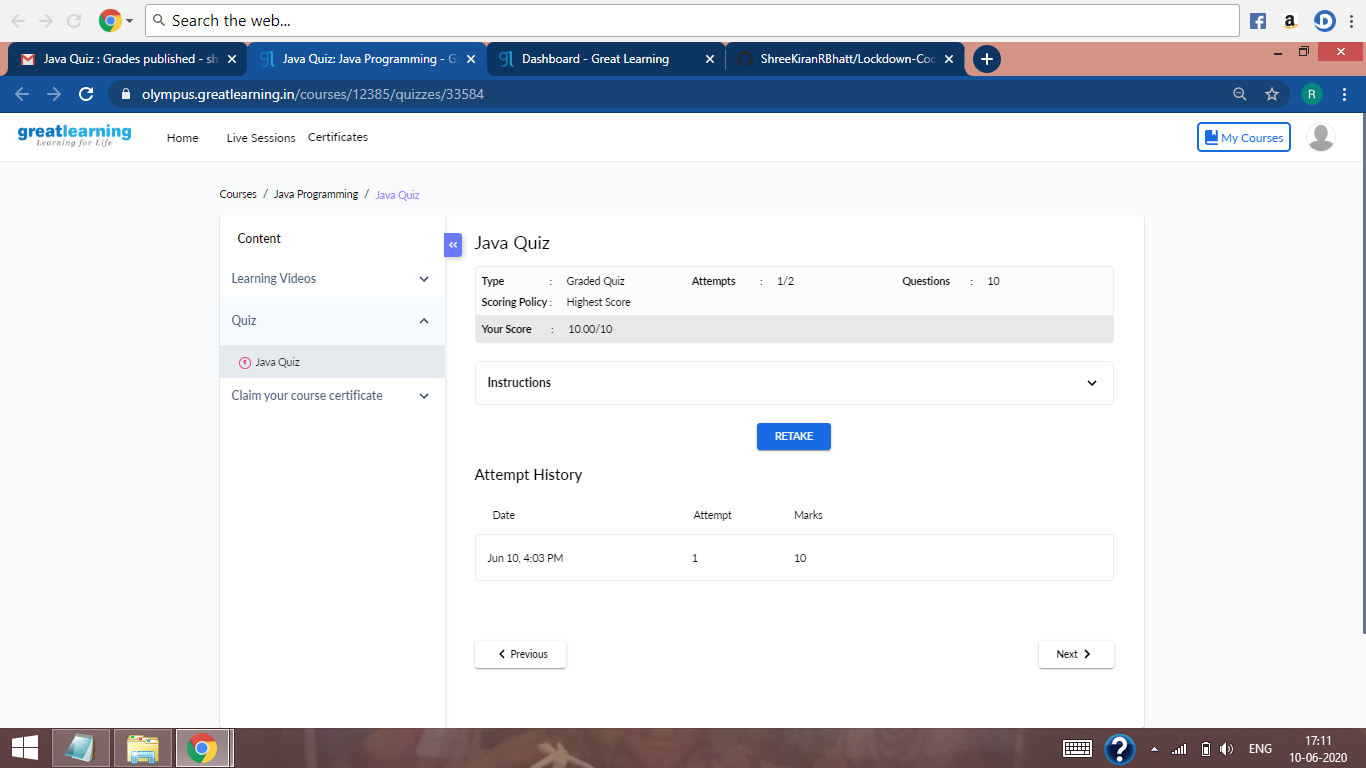 Search the web...
Java Quiz : Grades published - sh
Java Quiz: Java Programming - G
Dashboard - Great Learning
ShreeKiranRBhatt/Lockdown-Coc
olympus.greatlearning.in/courses/12385/quizzes/33584
R
greatlearning
Learning for Life
Home Live Sessions Certificates
My Courses
Courses / Java Programming / Java Quiz
Content
Learning Videos
Quiz
Java Quiz
Claim your course certificate
«
Java Quiz
Type : Graded Quiz Attempts : 1/2 Questions : 10
Scoring Policy : Highest Score
Your Score : 10.00/10
Instructions
RETAKE
Attempt History
Date Attempt Marks
Jun 10, 4:03 PM 1 10
Previous
Next
ENG
17:11
10-06-2020